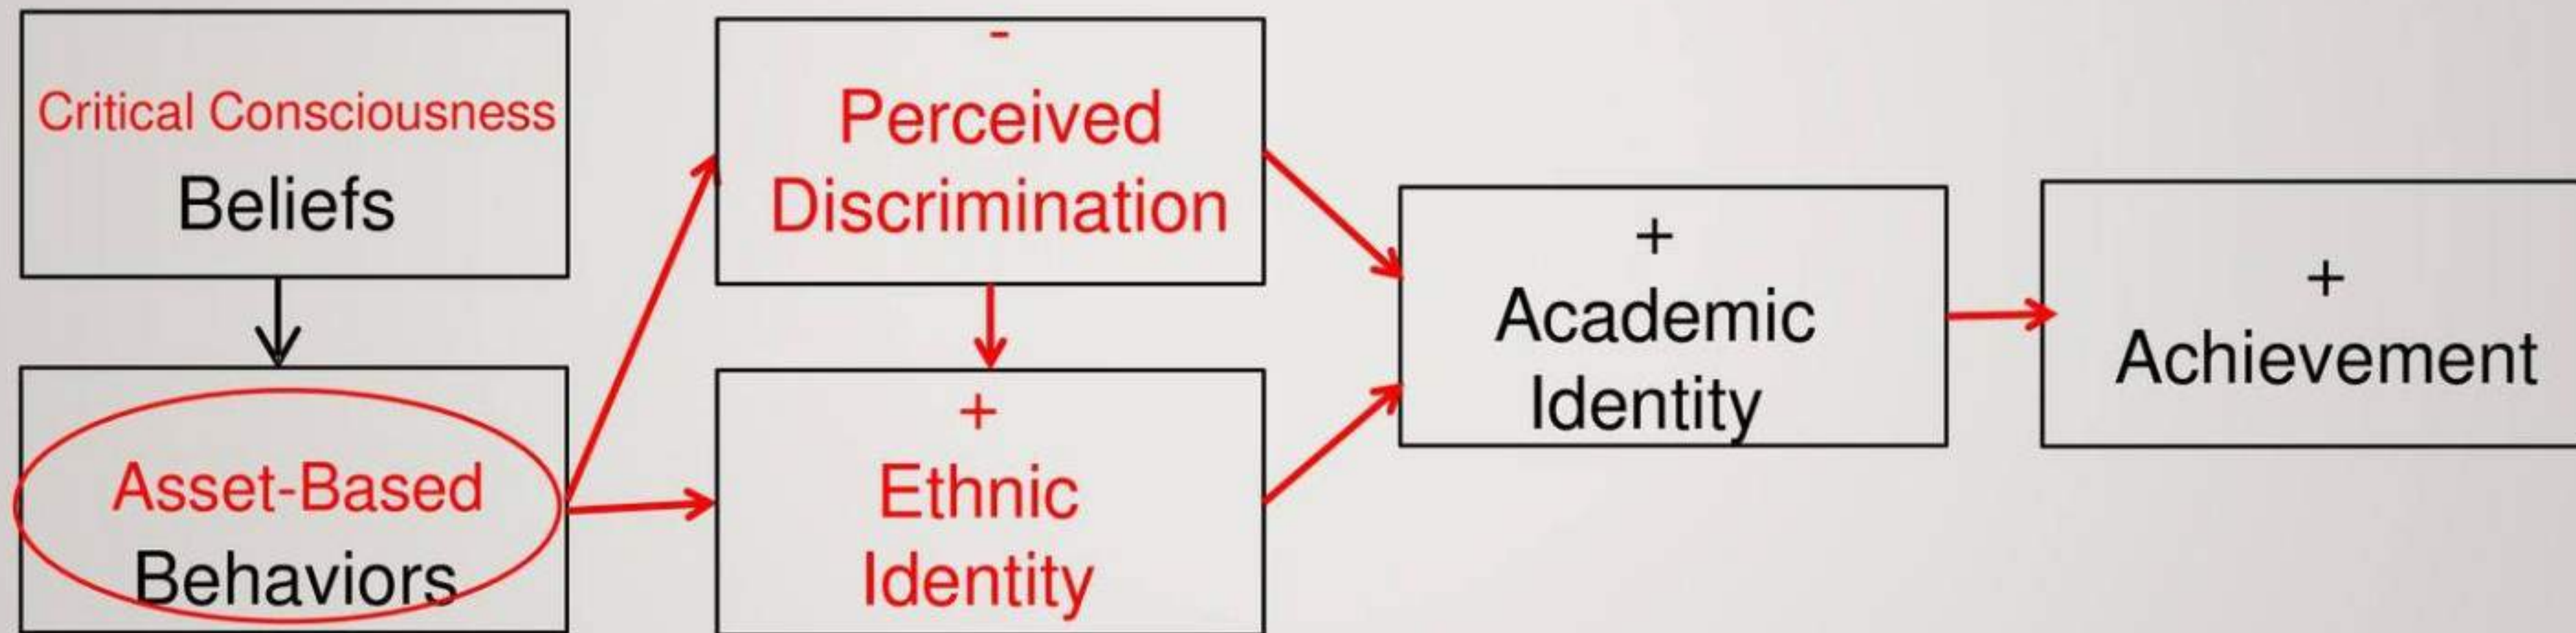 Critical Consciousness
Beliefs
Asset-Based
Behaviors
-
Perceived
Discrimination
+
Ethnic
Identity
+
Academic
Identity
+
Achievement